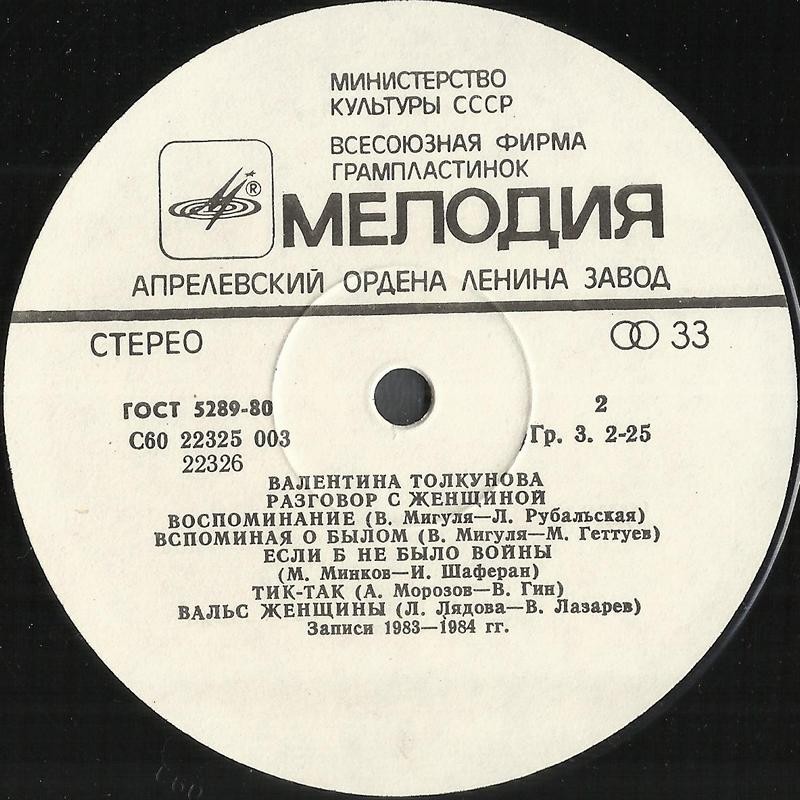 МИНИСТЕРСТВО
КУЛЬТУРЫ СССР
ВСЕСОЮЗНАЯ ФИРМА
ГРАМПЛАСТИНОК
®
МЕЛОДИЯ
АПРЕЛЕВСКИЙ ОРДЕНА ЛЕНИНА ЗАВОД
СТЕРЕО 33
ГОСТ 5289-80 2
С60 22325 003 Гр. 3. 2-25
22326
ВАЛЕНТИНА ТОЛКУНОВА
РАЗГОВОР С ЖЕНЩИНОЙ
ВОСПОМИНАНИЕ (В. Мигуля—Л. Рубальская)
ВСПОМИНАЯ О БЫЛОМ (В. Мигуля—М. Геттуев)
ЕСЛИ Б НЕ БЫЛО ВОЙНЫ
(М. Минков—И. Шаферан)
ТИК-ТАК (А. Морозов—В. Гин)
ВАЛЬС ЖЕНЩИНЫ (Л. Лядова—В. Лазарев)
Записи 1983—1984 гг.